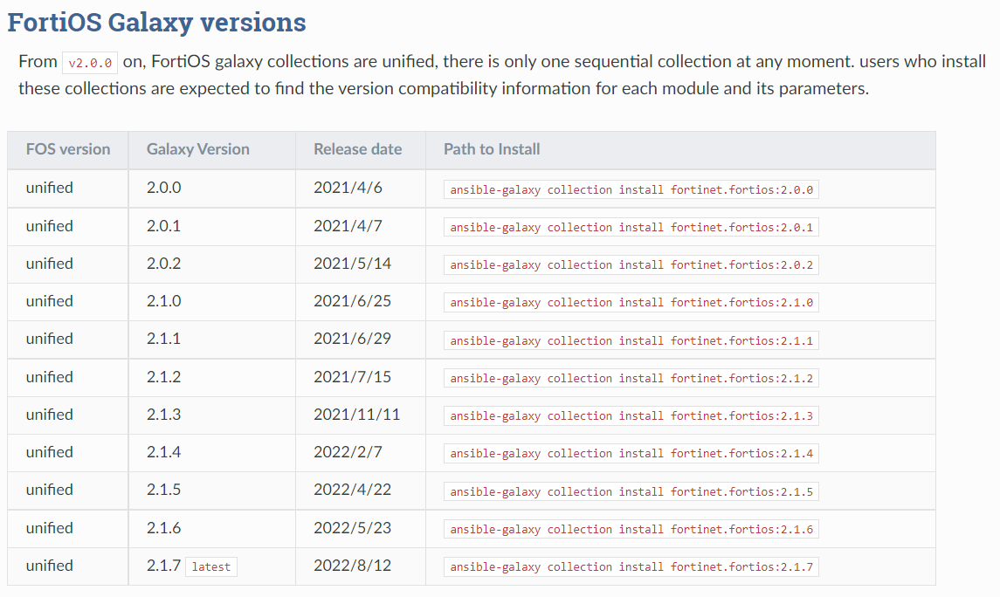 FortiOS Galaxy versions
From v2.0.0 on, FortiOS galaxy collections are unified, there is only one sequential collection at any moment. users who install
these collections are expected to find the version compatibility information for each module and its parameters.
FOS version Galaxy Version Release date Path to Install
unified 2.0.0 2021/4/6 ansible-galaxy collection install fortinet.fortios:2.0.0
unified 2.0.1 2021/4/7 ansible-galaxy collection install fortinet.fortios:2.0.1
unified 2.0.2 2021/5/14 ansible-galaxy collection install fortinet.fortios:2.0.2
unified 2.1.0 2021/6/25 ansible-galaxy collection install fortinet.fortios:2.1.0
unified 2.1.1 2021/6/29 ansible-galaxy collection install fortinet.fortios:2.1.1
unified 2.1.2 2021/7/15 ansible-galaxy collection install fortinet.fortios:2.1.2
unified 2.1.3 2021/11/11 ansible-galaxy collection install fortinet.fortios:2.1.3
unified 2.1.4 2022/2/7 ansible-galaxy collection install fortinet.fortios:2.1.4
unified 2.1.5 2022/4/22 ansible-galaxy collection install fortinet.fortios:2.1.5
unified 2.1.6 2022/5/23 ansible-galaxy collection install fortinet.fortios:2.1.6
unified 2.1.7 latest 2022/8/12 ansible-galaxy collection install fortinet.fortios:2.1.7